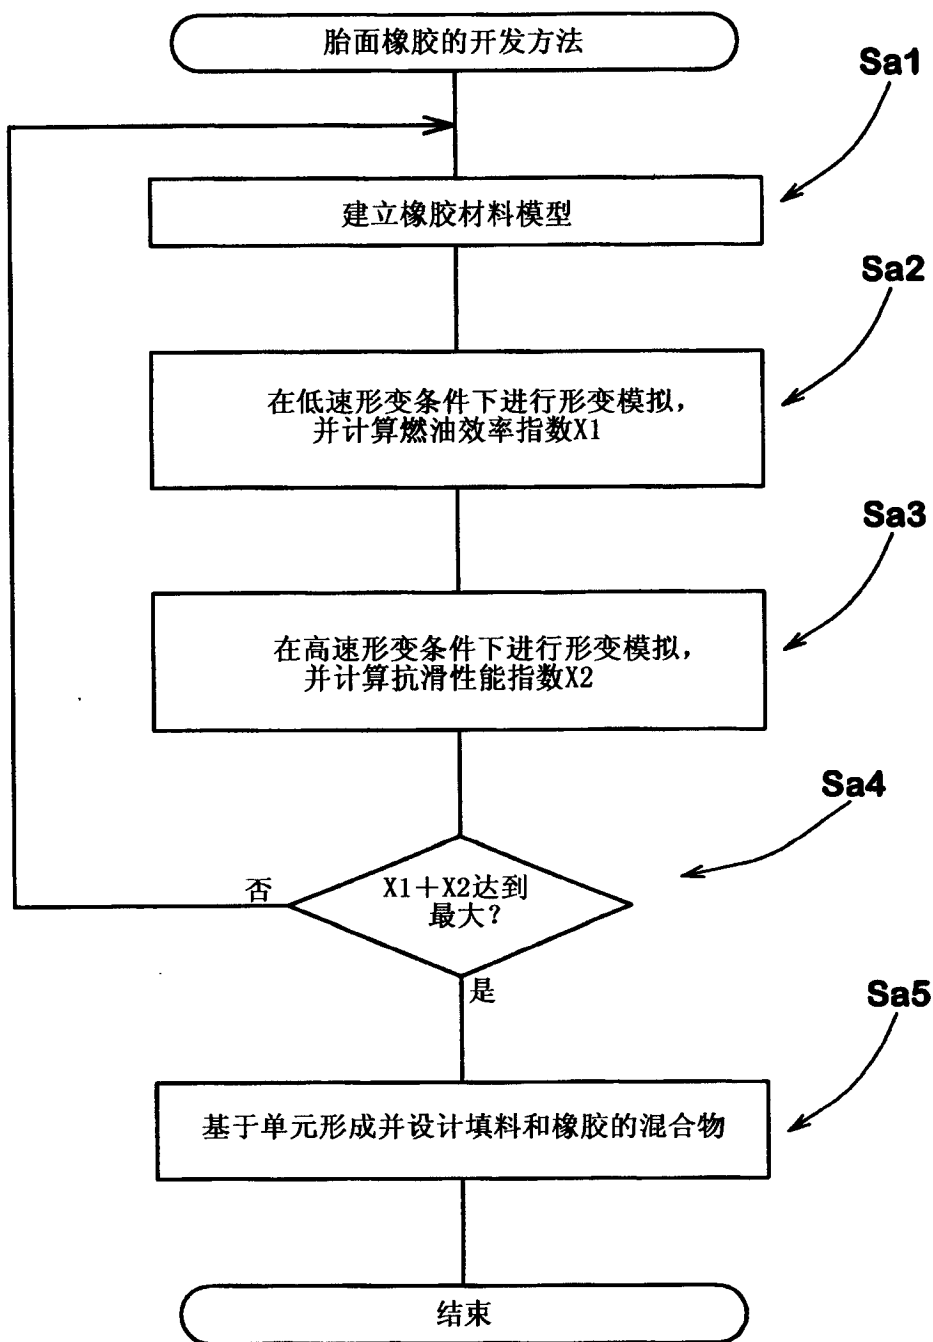 胎面橡胶的开发方法
Sa1
建立橡胶材料模型
Sa2
在低速形变条件下进行形变模拟，
并计算燃油效率指数X1
Sa3
在高速形变条件下进行形变模拟，
并计算抗滑性能指数X2
Sa4
否
X1＋X2达到
最大？
是
Sa5
基于单元形成并设计填料和橡胶的混合物
结束